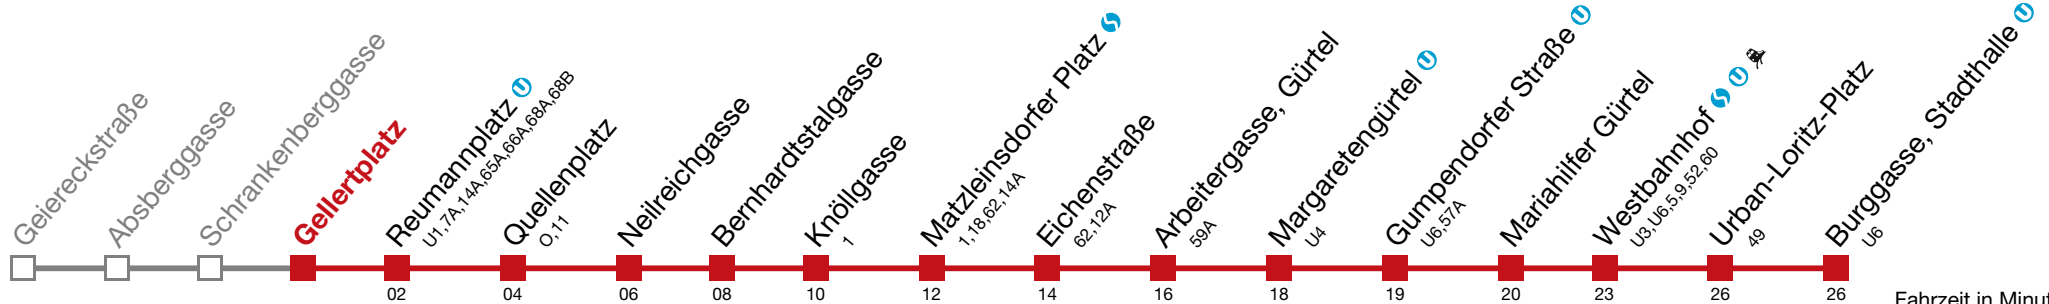 Geiereckstraße
Absberggasse
Schrankenberggasse
Gellertplatz
Reumannplatz U
U1,7A,14A,65A,66A,68A,68B
Quellenplatz
O,11
Neilreichgasse
Bernhardtstalgasse
Knöllgasse
1
Matzleinsdorfer Platz S
1,18,62,14A
Eichenstraße
62,12A
Arbeitergasse, Gürtel
59A
Margaretengürtel U
U4
Gumpendorfer Straße U
U6,57A
Mariahilfer Gürtel
Westbahnhof S U
U3,U6,5,9,52,60
Urban-Loritz-Platz
49
Burggasse, Stadthalle U
U6
02 04 06 08 10 12 14 16 18 19 20 23 26 26
Fahrzeit in Minut